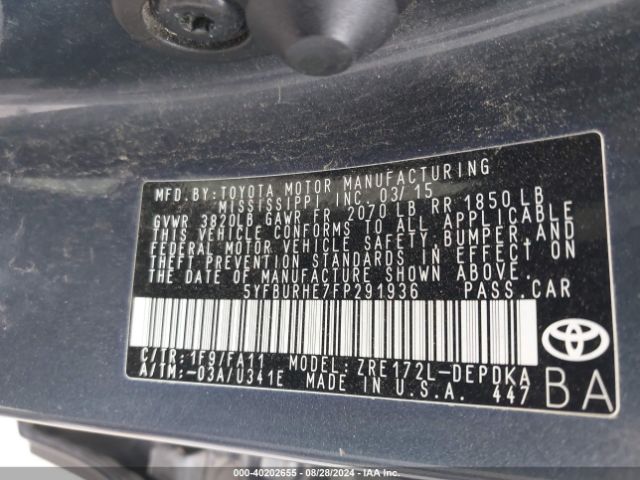 MFD. BY: TOYOTA MOTOR MANUFACTURING
MISSISSIPPI, INC. 03/15
GVWR 3820LB GAWR FR 2070 LB RR 1850 LB
THIS VEHICLE CONFORMS TO ALL APPLICABLE
FEDERAL MOTOR VEHICLE SAFETY, BUMPER, AND
THEFT PREVENTION STANDARDS IN EFFECT ON
THE DATE OF MANUFACTURE SHOWN ABOVE.
5YFBURHE7FP291936 PASS. CAR
C/TR: 1F9/FA11 MODEL: ZRE172L-DEPDKA
A/TM: -03A/U341E MADE IN U.S.A. 447
BA
000-40202655 - 08/28/2024 - IAA Inc.